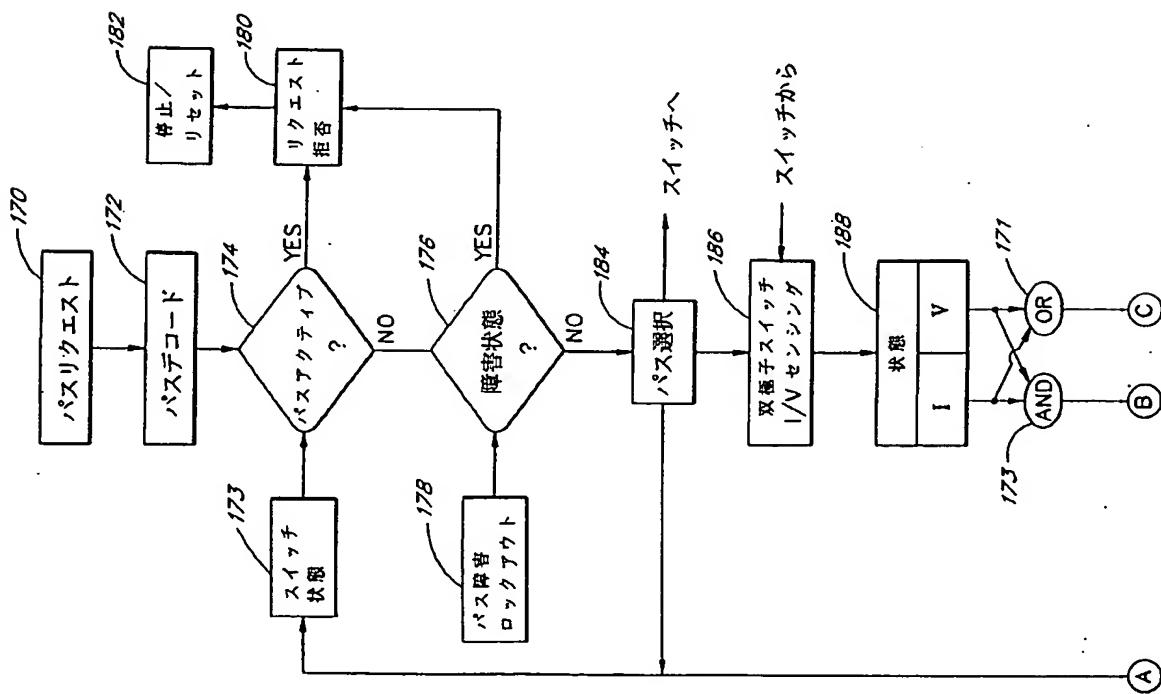 170
パスリクエスト
172
パスデコード
182
停止/
リセット
173
スイッチ
状態
174
パスアクティブ
?
YES
180
リクエスト
拒否
NO
178
パス障害
ロックアウト
176
障害状態
?
YES
NO
184
パス選択
スイッチへ
186
双極子スイッチ
I/V センシング
スイッチから
188
状態
I
V
173
AND
OR
171
A
B
C